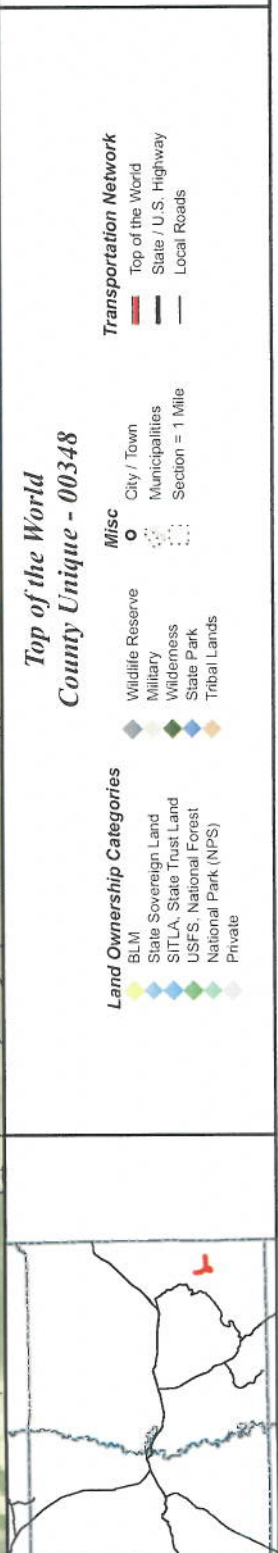 Top of the World
County Unique - 00348
Land Ownership Categories
BLM
State Sovereign Land
SITLA, State Trust Land
USFS, National Forest
National Park (NPS)
Private
Wildlife Reserve
Military
Wilderness
State Park
Tribal Lands
Misc
City / Town
Municipalities
Section = 1 Mile
Transportation Network
Top of the World
State / U.S. Highway
Local Roads